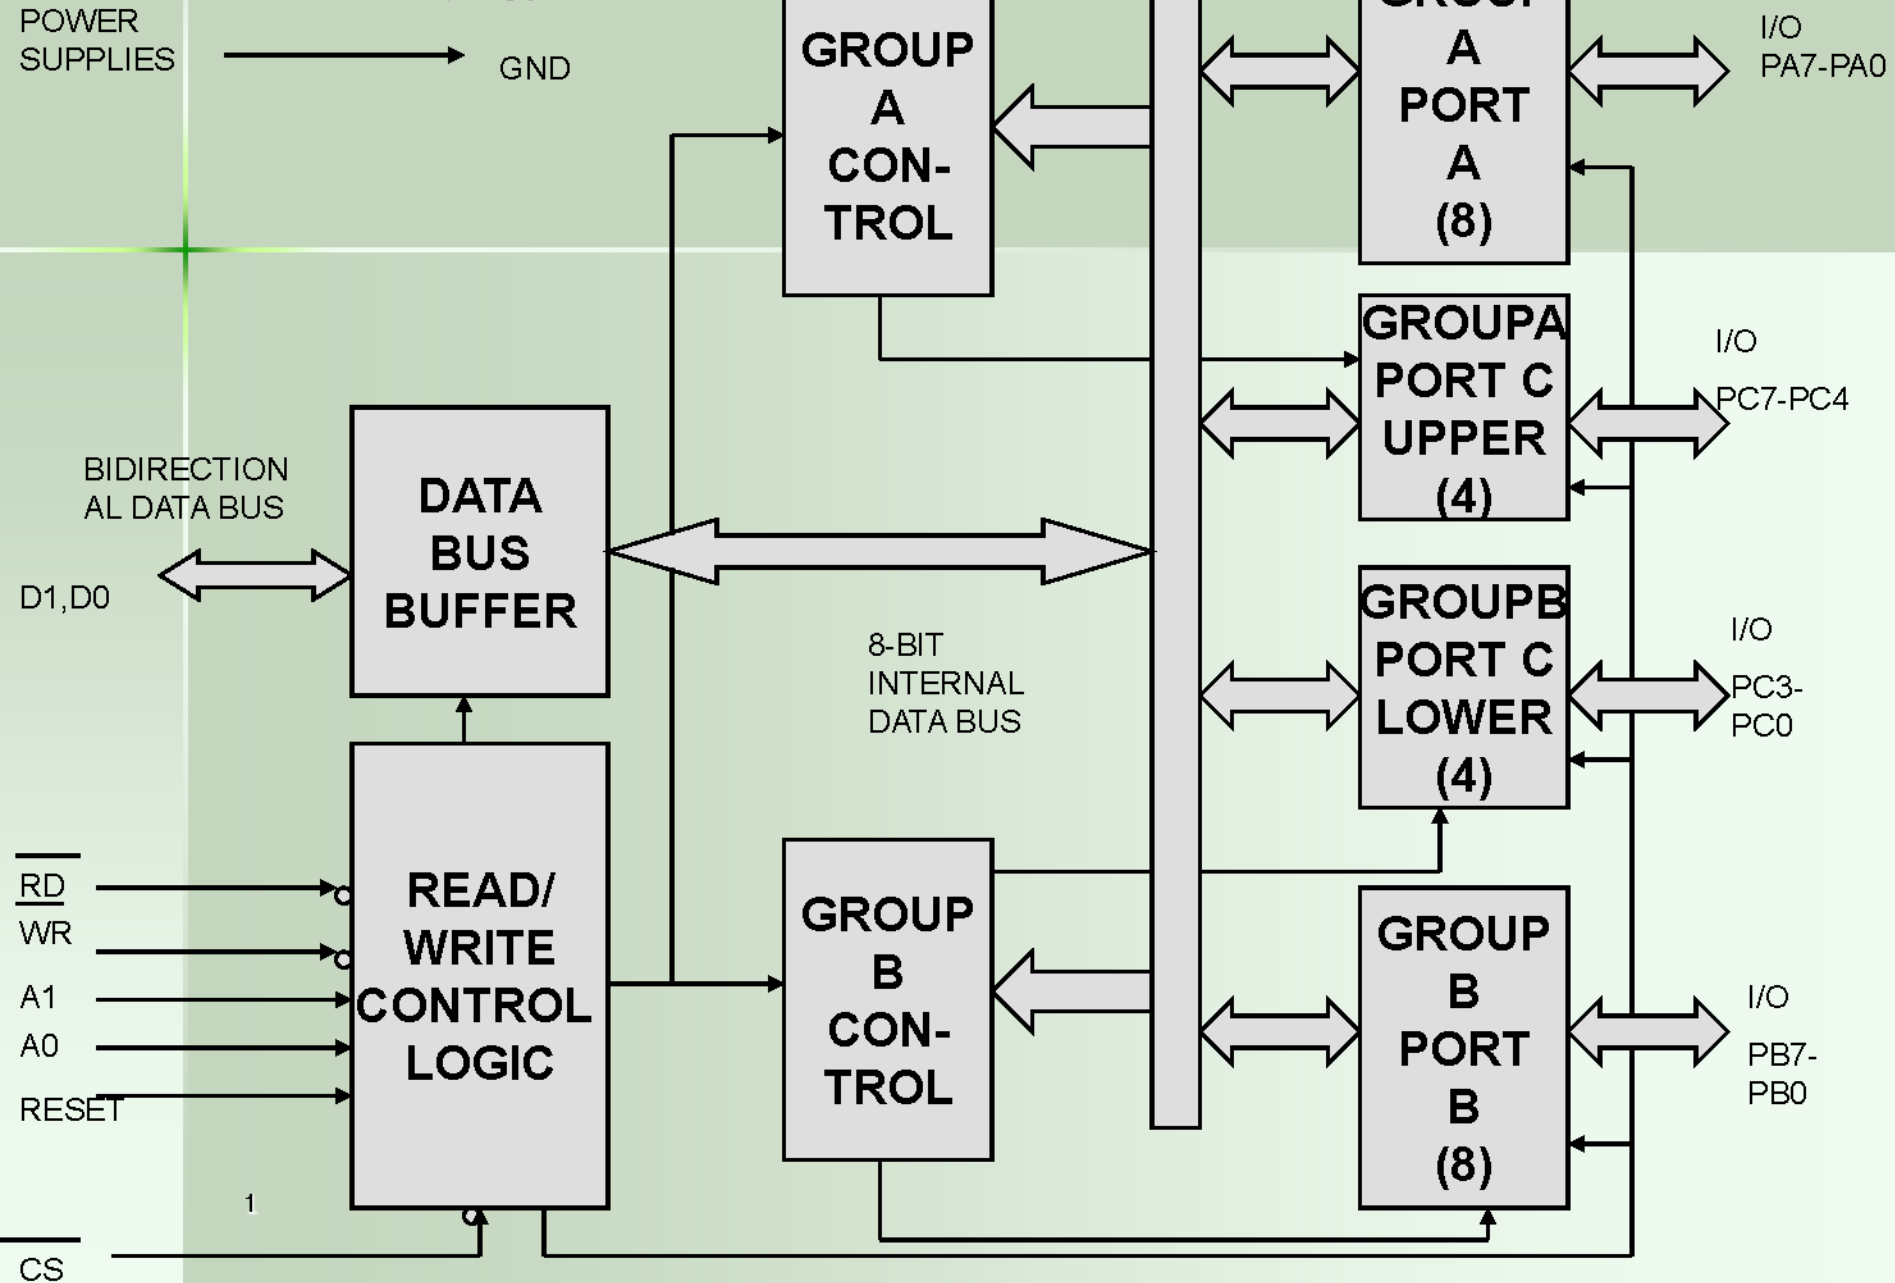 POWER
SUPPLIES
GND
GROUP
A
CON-
TROL
A
PORT
A
(8)
I/O
PA7-PA0
GROUPA
PORT C
UPPER
(4)
I/O
PC7-PC4
BIDIRECTION
AL DATA BUS
D1,D0
DATA
BUS
BUFFER
8-BIT
INTERNAL
DATA BUS
GROUPB
PORT C
LOWER
(4)
I/O
PC3-
PC0
RD
WR
A1
A0
RESET
CS
READ/
WRITE
CONTROL
LOGIC
GROUP
B
CON-
TROL
GROUP
B
PORT
B
(8)
I/O
PB7-
PB0
1